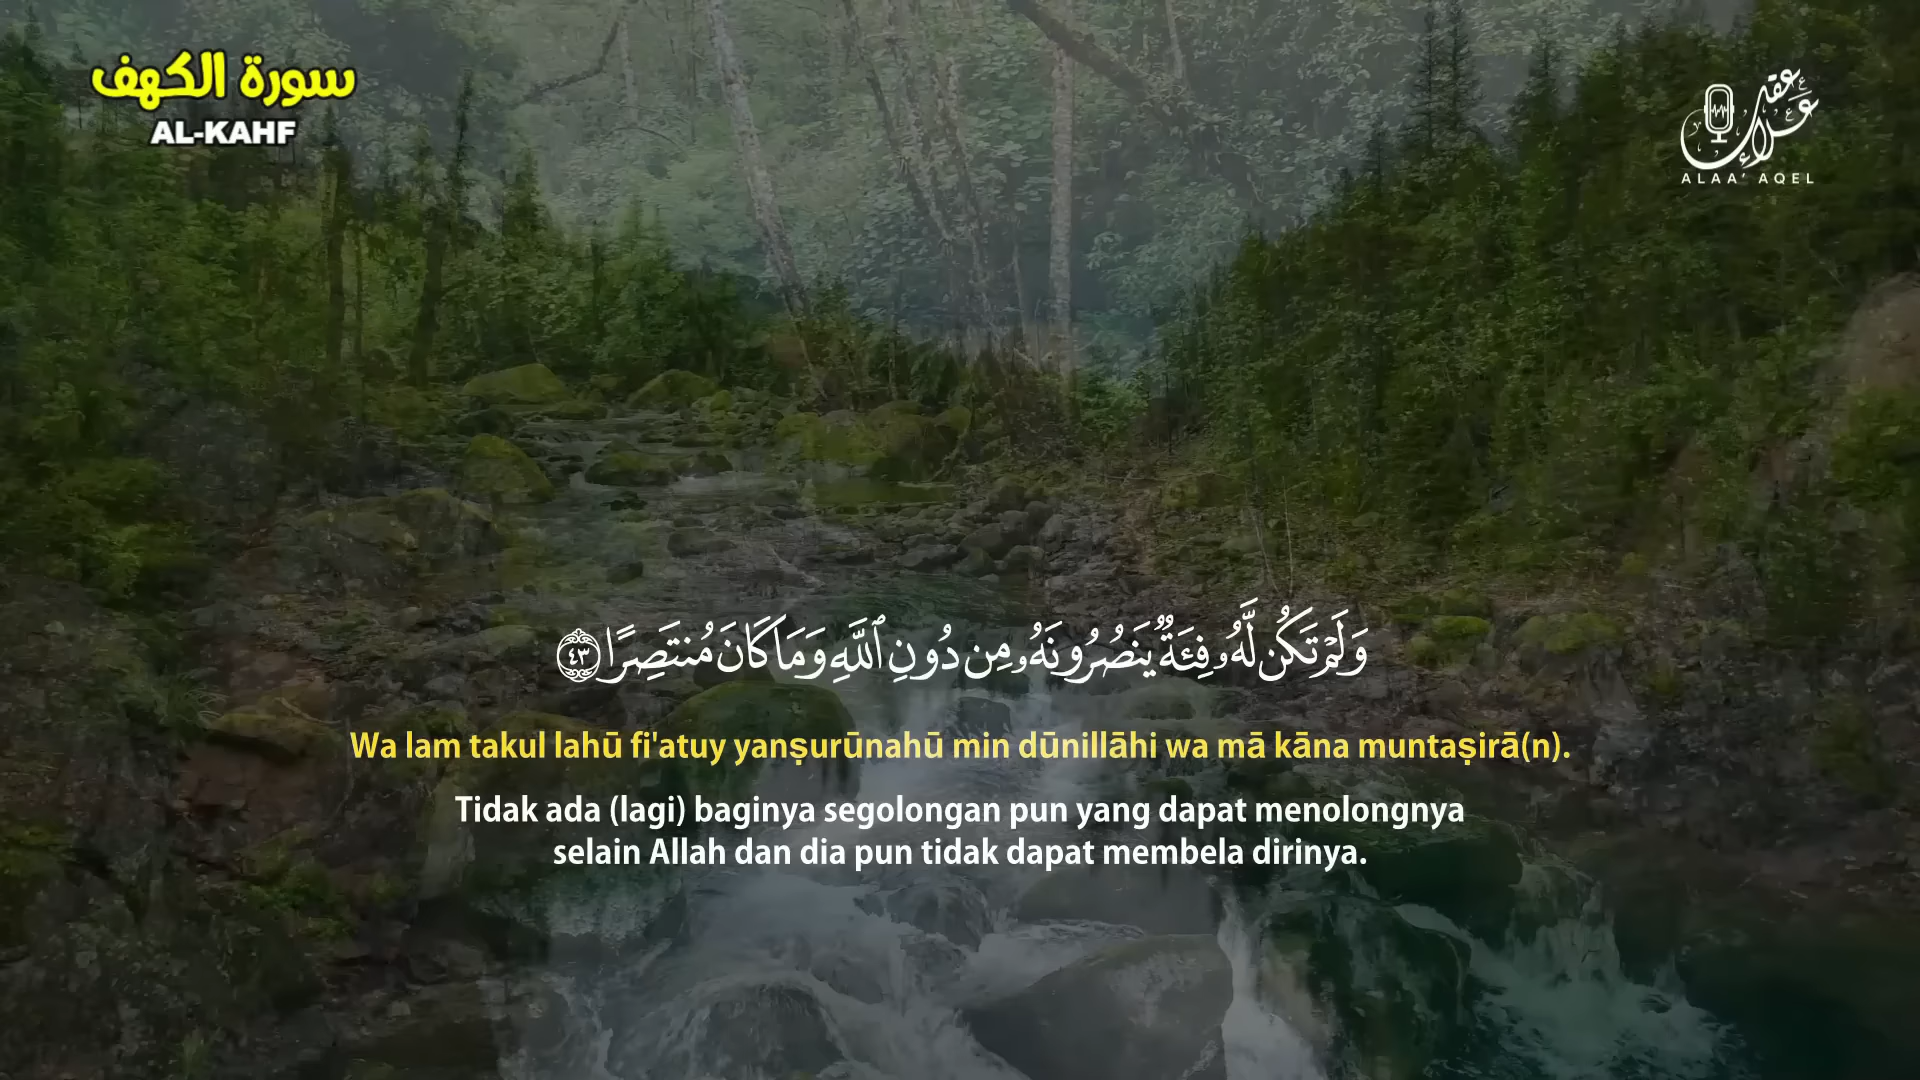 سورة الكهف
AL-KAHF
علاء عقل
ALAA' AQEL
وَلَمْ تَكُن لَّهُۥ فِئَةٌ يَنصُرُونَهُۥ مِن دُونِ ٱللَّهِ وَمَا كَانَ مُنتَصِرًا ٤٣
Wa lam takul lahū fi'atuy yanṣurūnahū min dūnillāhi wa mā kāna muntaṣirā(n).
Tidak ada (lagi) baginya segolongan pun yang dapat menolongnya
selain Allah dan dia pun tidak dapat membela dirinya.